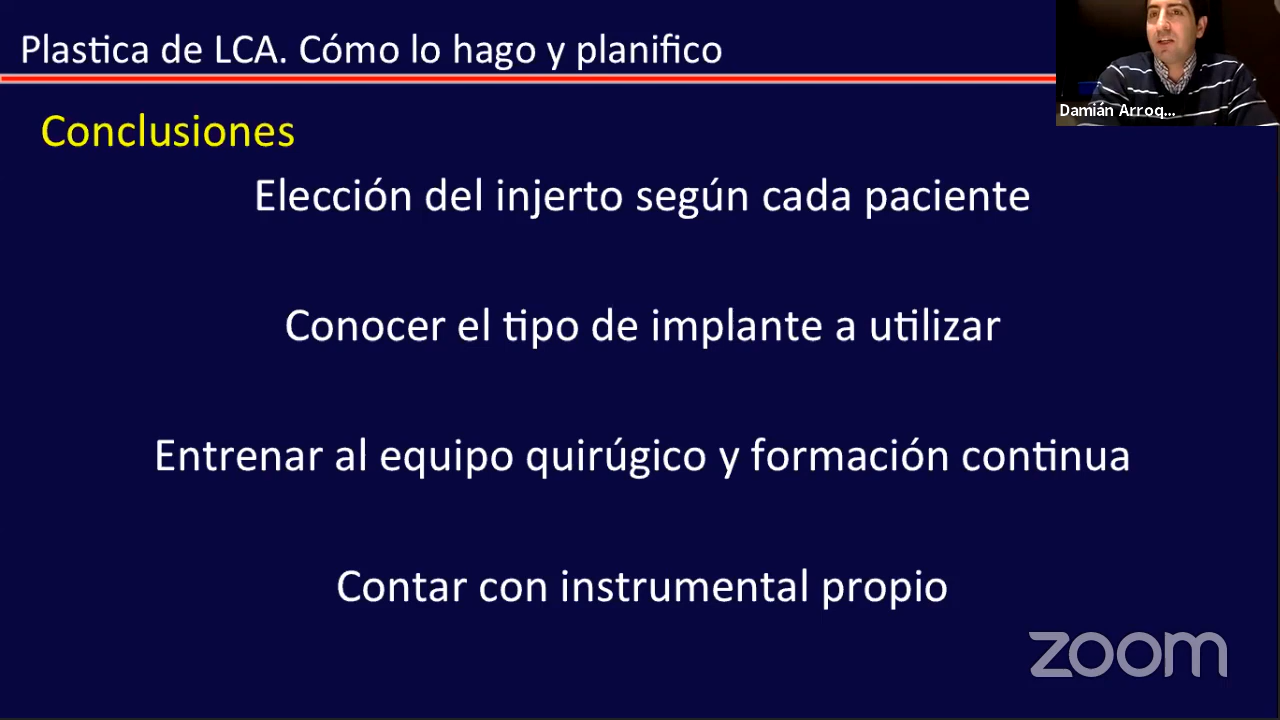 Plastica de LCA. Cómo lo hago y planifico
Damián Arroq...
Conclusiones
Elección del injerto según cada paciente
Conocer el tipo de implante a utilizar
Entrenar al equipo quirúgico y formación continua
Contar con instrumental propio
zoom